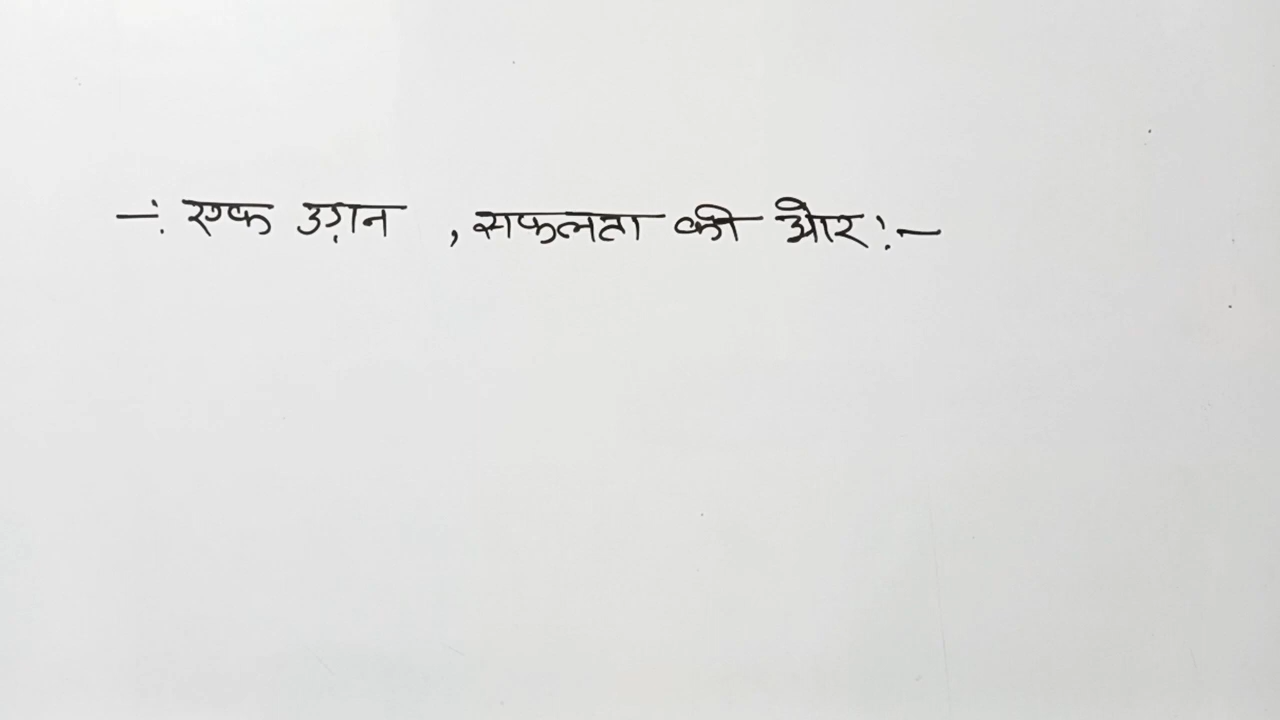 -: एक उड़ान , सफलता की ओर :-